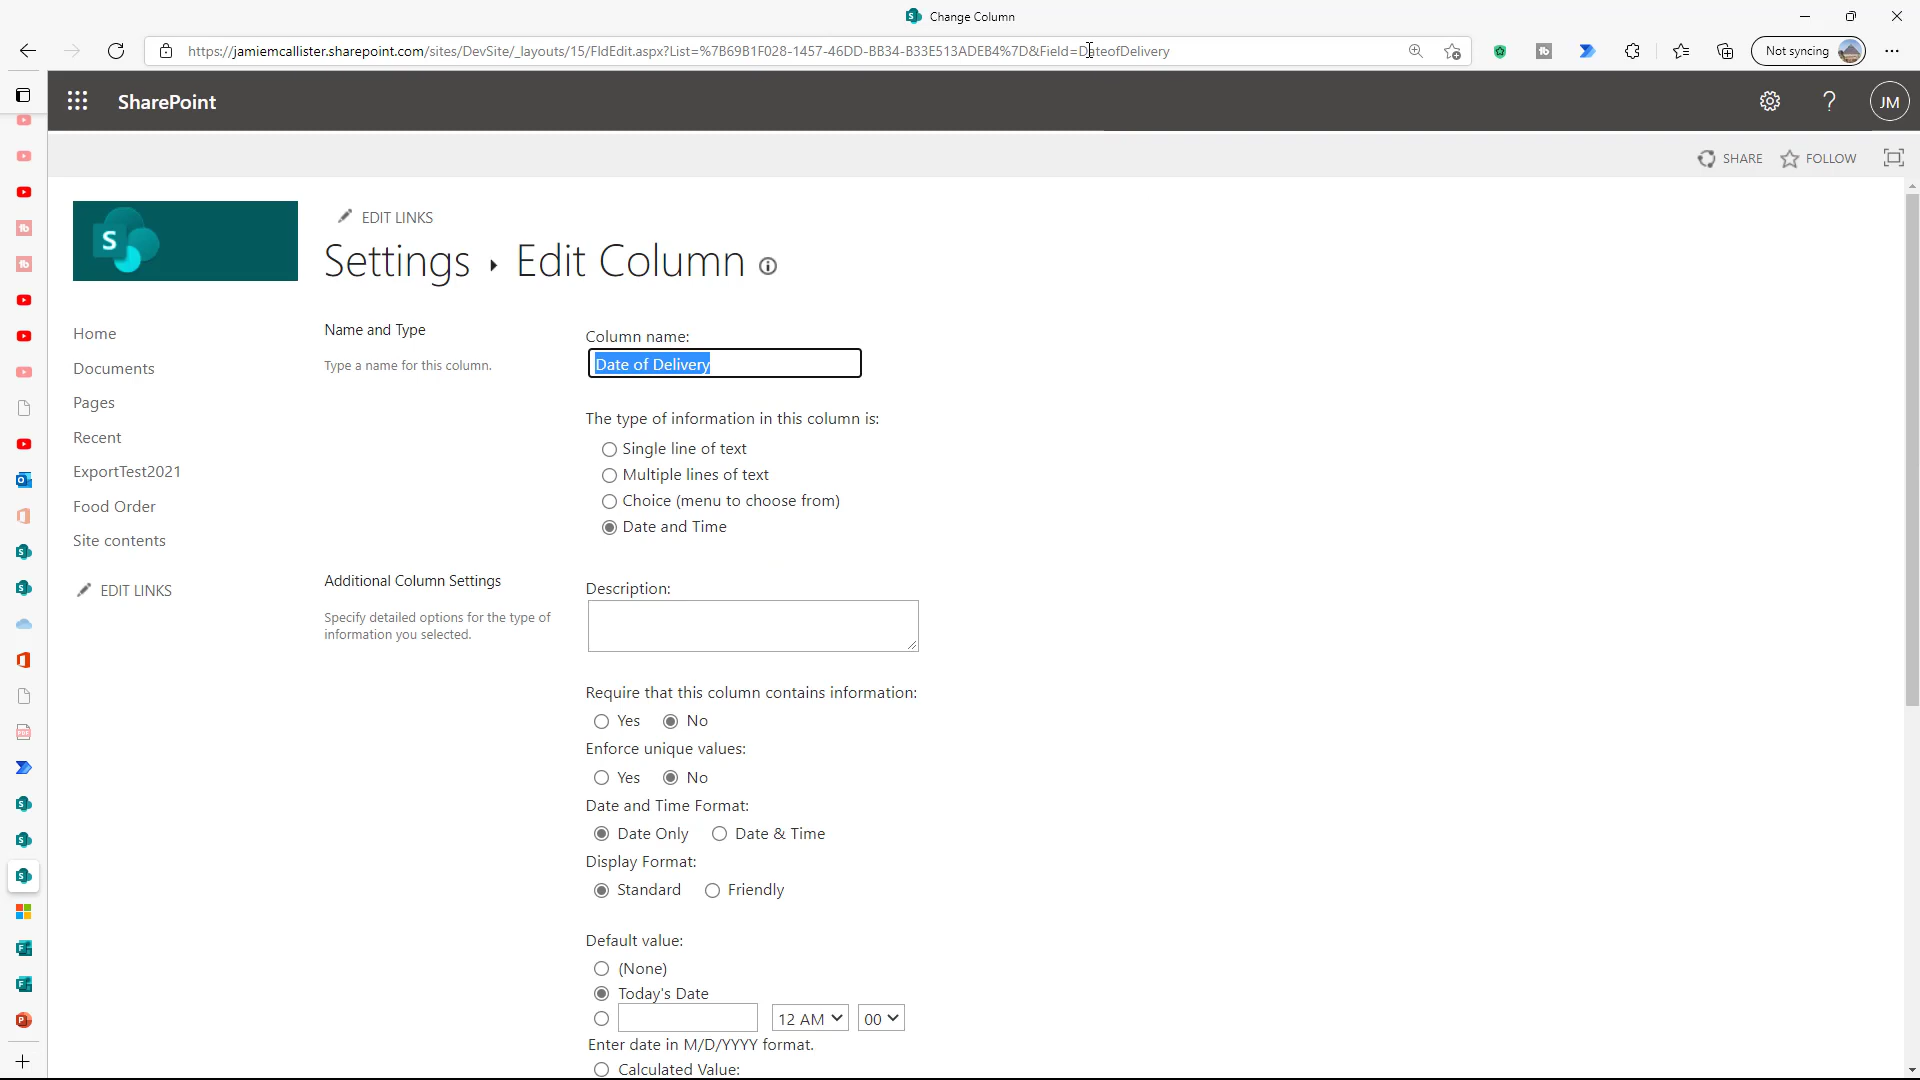 Change Column
https://jamiemcallister.sharepoint.com/sites/DevSite/_layouts/15/FldEdit.aspx?List=%7B69B1F028-1457-46DD-BB34-B33E513ADEB4%7D&Field=DateofDelivery
Not syncing
SharePoint
JM
SHARE
FOLLOW
S
EDIT LINKS
Settings ▸ Edit Column
Home
Documents
Pages
Recent
ExportTest2021
Food Order
Site contents
EDIT LINKS
Name and Type
Type a name for this column.
Column name:
Date of Delivery
The type of information in this column is:
Single line of text
Multiple lines of text
Choice (menu to choose from)
Date and Time
Additional Column Settings
Specify detailed options for the type of
information you selected.
Description:
Require that this column contains information:
Yes No
Enforce unique values:
Yes No
Date and Time Format:
Date Only Date & Time
Display Format:
Standard Friendly
Default value:
(None)
Today's Date
12 AM 00
Enter date in M/D/YYYY format.
Calculated Value: